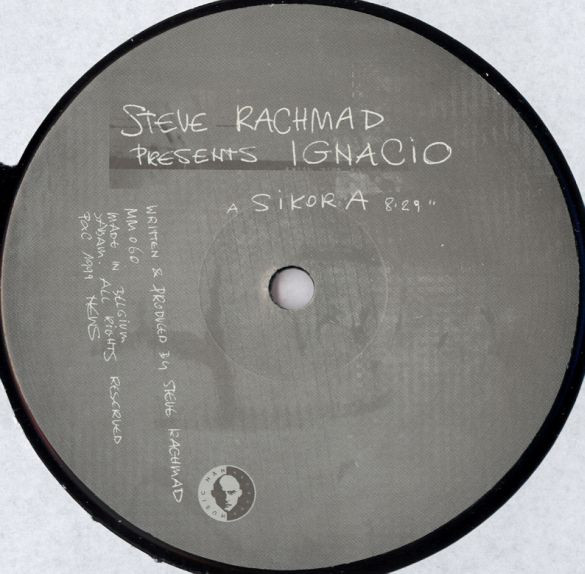 STEVE RACHMAD
PRESENTS IGNACIO
A SIKORA 8.29"
WRITTEN & PRODUCED BY STEVE RACHMAD
MM 060
MADE IN BELGIUM
SABAM. ALL RIGHTS RESERVED
P&C 1999 NEWS
MUSIC MAN